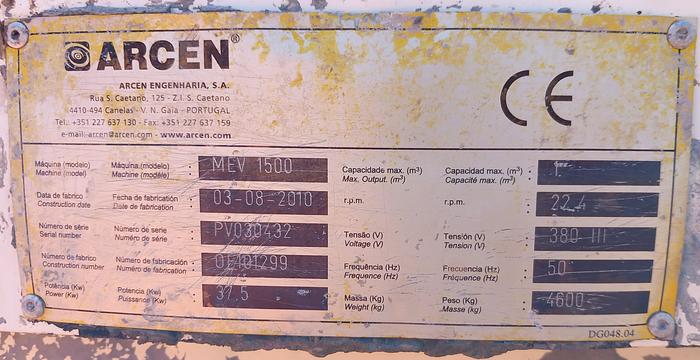 ARCEN®
ARCEN ENGENHARIA, S.A.
Rua S. Caetano, 125 - Z.I. S. Caetano
4410-494 Canelas - V. N. Gaia - PORTUGAL
Tel.: +351 227 637 130 - Fax: +351 227 637 159
e-mail: arcen@arcen.com - www.arcen.com
CE
Máquina (modelo) Máquina (modelo) : MEV 1500
Machine (model) Machine (modéle)
Data de fabrico Fecha de fabricación : 03-08-2010
Construction date Date de fabrication
Número de série Número de serie : PV030432
Serial number Numéro de série
Número de fabrico Número de fabricación :
Construction number Numéro de fabrication
Potência (Kw) Potencia (Kw) : 37.5
Power (Kw) Puissance (Kw)
Capacidade max. (m³) Capacidad max. (m³) : 1
Max. Output. (m³) Capacité max. (m³)
r.p.m. r.p.m. : 22,4
Tensão (V) Tensión (V) : 380 III
Voltage (V) Tension (V)
Frequência (Hz) Frecuencia (Hz) : 50
Frequency (Hz) Fréquence (Hz)
Massa (Kg) Peso (Kg) : 4600
Weight (kg) Masse (kg)
DG048.04